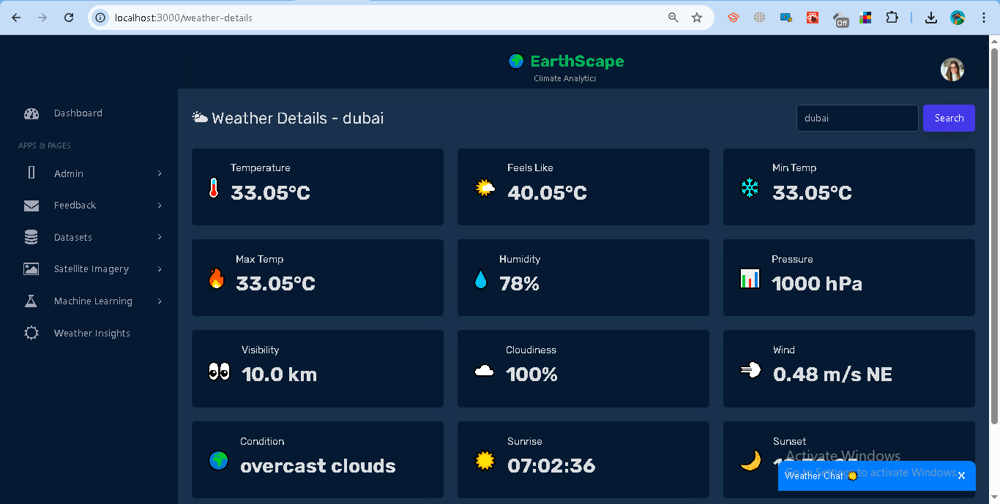 localhost:3000/weather-details
Off
EarthScape
Climate Analytics
Dashboard
APPS & PAGES
Admin
Feedback
Datasets
Satellite Imagery
Machine Learning
Weather Insights
Weather Details - dubai
dubai
Search
Temperature
33.05°C
Feels Like
40.05°C
Min Temp
33.05°C
Max Temp
33.05°C
Humidity
78%
Pressure
1000 hPa
Visibility
10.0 km
Cloudiness
100%
Wind
0.48 m/s NE
Condition
overcast clouds
Sunrise
07:02:36
Sunset
Activate Windows
Go to Settings to activate Windows.
Weather Chat